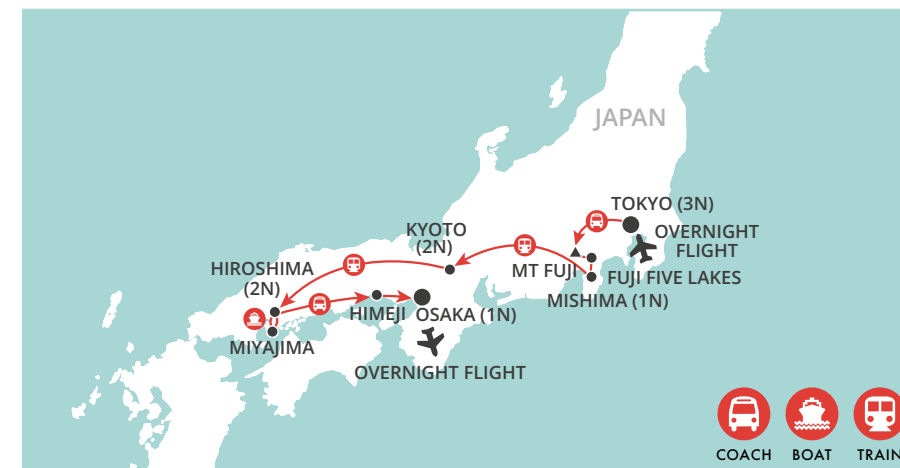 JAPAN
TOKYO (3N)
OVERNIGHT
FLIGHT
KYOTO
(2N)
MT FUJI
FUJI FIVE LAKES
MISHIMA (1N)
HIROSHIMA
(2N)
HIMEJI
OSAKA (1N)
MIYAJIMA
OVERNIGHT FLIGHT
COACH
BOAT
TRAIN